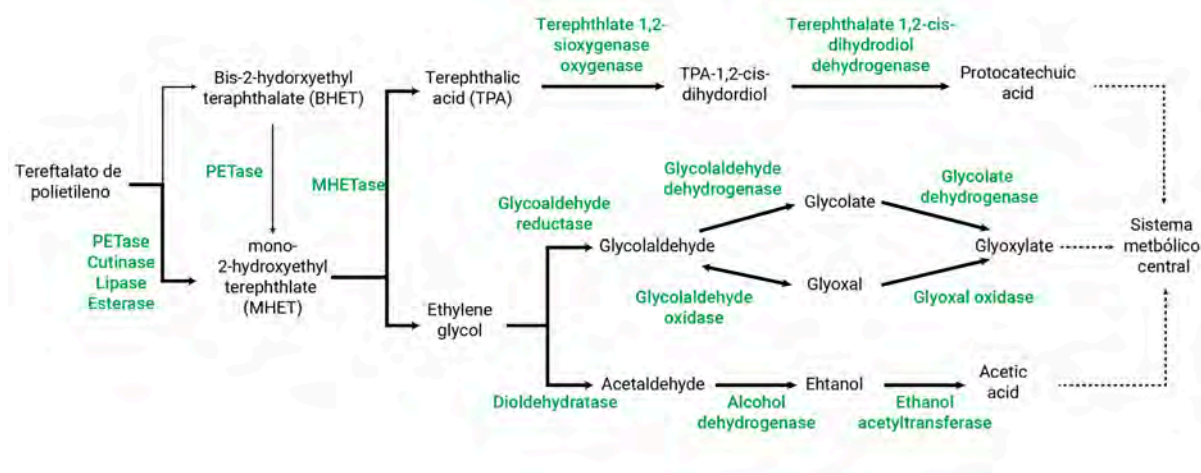 Terephthlate 1,2-
sioxygenase
oxygenase
Terephthalate 1,2-cis-
dihydrodiol
dehydrogenase
Bis-2-hydorxyethyl
teraphthalate (BHET)
Terephthalic
acid (TPA)
TPA-1,2-cis-
dihydordiol
Protocatechuic
acid
Tereftalato de
polietileno
PETase
MHETase
Glycolaldehyde
dehydrogenase
Glycolate
dehydrogenase
Glycoaldehyde
reductase
Glycolate
PETase
Cutinase
Lipase
Esterase
mono-
2-hydroxyethyl
terephthlate
(MHET)
Glycolaldehyde
Glyoxylate
Sistema
metbólico
central
Glyoxal
Glycolaldehyde
oxidase
Glyoxal oxidase
Ethylene
glycol
Acetaldehyde
Ehtanol
Acetic
acid
Dioldehydratase
Alcohol
dehydrogenase
Ethanol
acetyltransferase